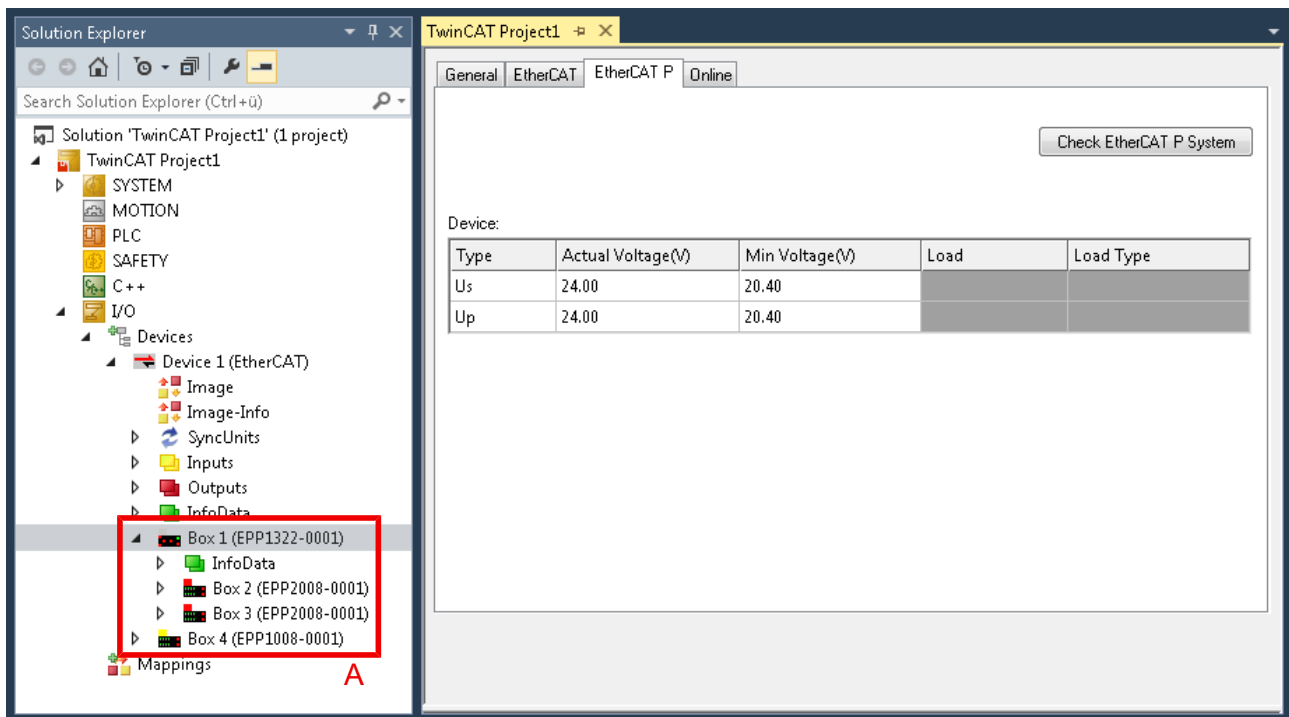 Solution Explorer
Search Solution Explorer (Ctrl+ü)
Solution 'TwinCAT Project1' (1 project)
TwinCAT Project1
SYSTEM
MOTION
PLC
SAFETY
C++
I/O
Devices
Device 1 (EtherCAT)
Image
Image-Info
SyncUnits
Inputs
Outputs
InfoData
Box 1 (EPP1322-0001)
InfoData
Box 2 (EPP2008-0001)
Box 3 (EPP2008-0001)
Box 4 (EPP1008-0001)
Mappings
A
TwinCAT Project1
General EtherCAT EtherCAT P Online
Check EtherCAT P System
Device:
Type Actual Voltage(V) Min Voltage(V) Load Load Type
Us 24.00 20.40
Up 24.00 20.40